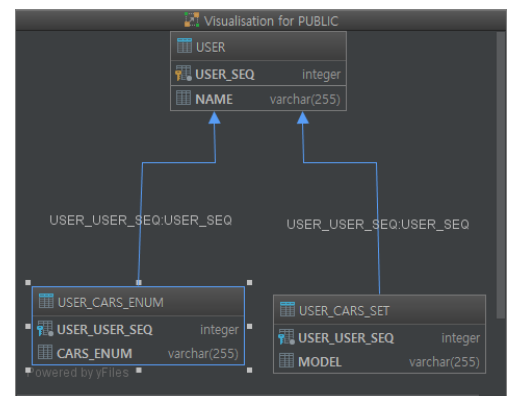 Visualisation for PUBLIC
USER
USER_SEQ integer
NAME varchar(255)
USER_USER_SEQ:USER_SEQ
USER_USER_SEQ:USER_SEQ
USER_CARS_ENUM
USER_USER_SEQ integer
CARS_ENUM varchar(255)
USER_CARS_SET
USER_USER_SEQ integer
MODEL varchar(255)
Powered by yFiles